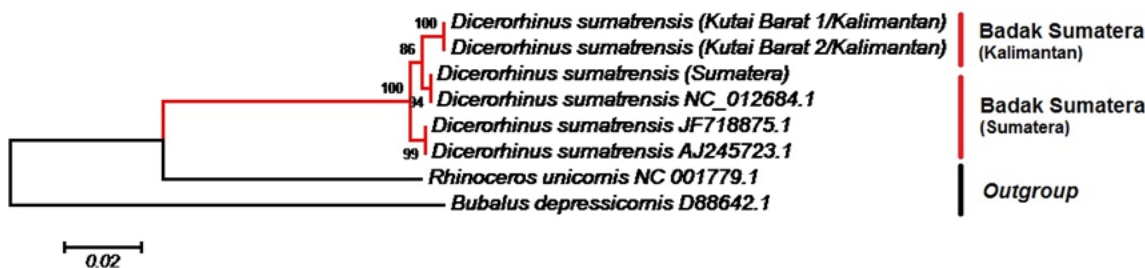 100
Dicerorhinus sumatrensis (Kutai Barat 1/Kalimantan)
86
Dicerorhinus sumatrensis (Kutai Barat 2/Kalimantan)
Badak Sumatera
(Kalimantan)
Dicerorhinus sumatrensis (Sumatera)
100
94
Dicerorhinus sumatrensis NC_012684.1
Dicerorhinus sumatrensis JF718875.1
Badak Sumatera
(Sumatera)
99
Dicerorhinus sumatrensis AJ245723.1
Rhinoceros unicornis NC 001779.1
Bubalus depressicornis D88642.1
Outgroup
0.02